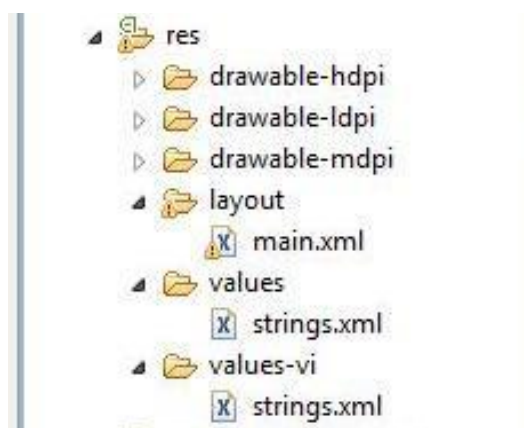 res
drawable-hdpi
drawable-ldpi
drawable-mdpi
layout
main.xml
values
strings.xml
values-vi
strings.xml